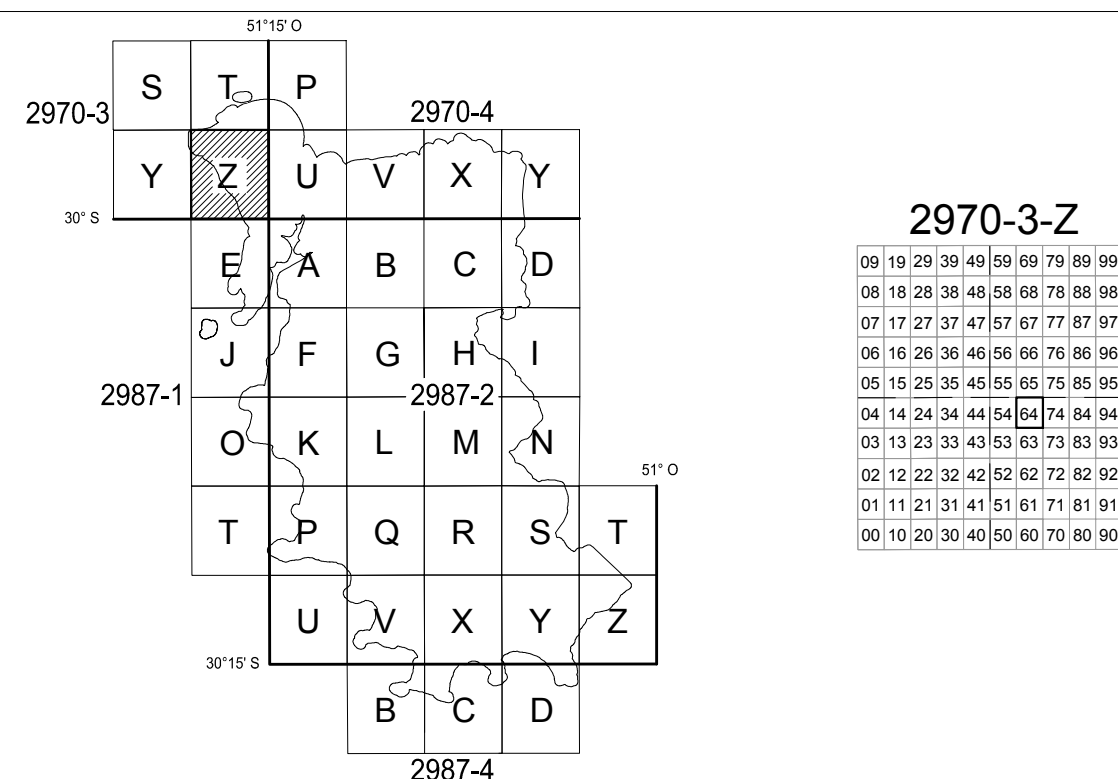 51°15' O
S T P
2970-3 2970-4
Y Z U V X Y
30° S
E A B C D
J F G H I
2987-1 2987-2
O K L M N
51° O
T P Q R S T
U V X Y Z
30°15' S
B C D
2987-4
2970-3-Z
09 19 29 39 49 59 69 79 89 99
08 18 28 38 48 58 68 78 88 98
07 17 27 37 47 57 67 77 87 97
06 16 26 36 46 56 66 76 86 96
05 15 25 35 45 55 65 75 85 95
04 14 24 34 44 54 64 74 84 94
03 13 23 33 43 53 63 73 83 93
02 12 22 32 42 52 62 72 82 92
01 11 21 31 41 51 61 71 81 91
00 10 20 30 40 50 60 70 80 90